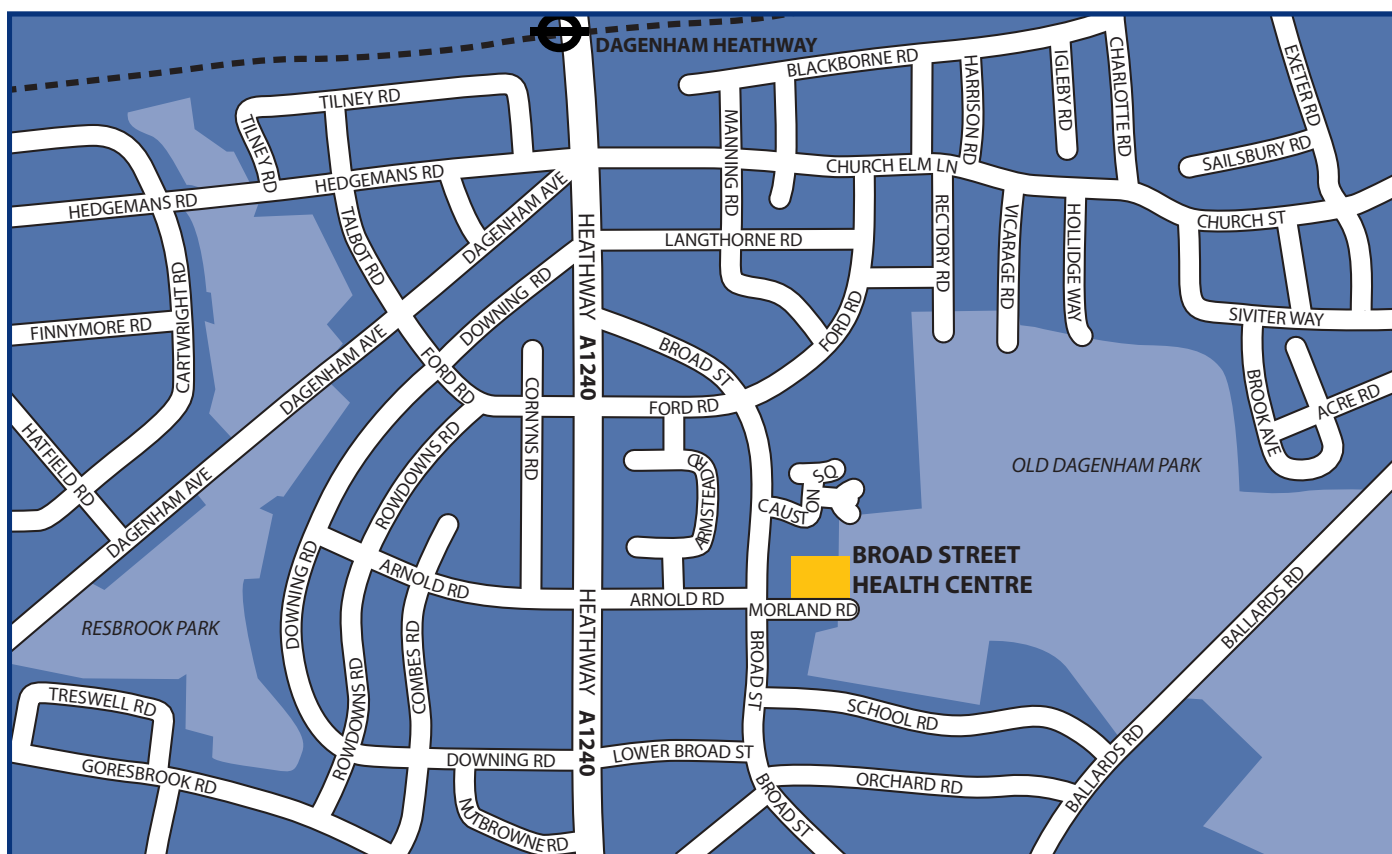 DAGENHAM HEATHWAY
BLACKBORNE RD
HARRISON RD
IGLEBY RD
CHARLOTTE RD
EXETER RD
TILNEY RD
TILNEY RD
MANNING RD
SAILSBURY RD
CHURCH ELM LN
HEDGEMANS RD
HEDGEMANS RD
DAGENHAM AVE
TALBOT RD
HEATHWAY A1240
LANGTHORNE RD
RECTORY RD
VICARAGE RD
HOLLIDGE WAY
CHURCH ST
CARTWRIGHT RD
FINNYMORE RD
DOWNING RD
FORD RD
SIVITER WAY
BROAD ST
DAGENHAM AVE
FORD RD
CORNYNS RD
FORD RD
BROOK AVE
ACRE RD
HATFIELD RD
ROWDOWNS RD
ARMSTEAD RD
OLD DAGENHAM PARK
CAUSTON SQ
DAGENHAM AVE
BROAD STREET
HEALTH CENTRE
ARNOLD RD
ARNOLD RD
MORLAND RD
DOWNING RD
HEATHWAY A1240
RESBROOK PARK
COMBES RD
BROAD ST
BALLARDS RD
ROWDOWNS RD
TRESWELL RD
SCHOOL RD
DOWNING RD
LOWER BROAD ST
BALLARDS RD
GORESBROOK RD
ORCHARD RD
BROAD ST
NUTBROWNE RD